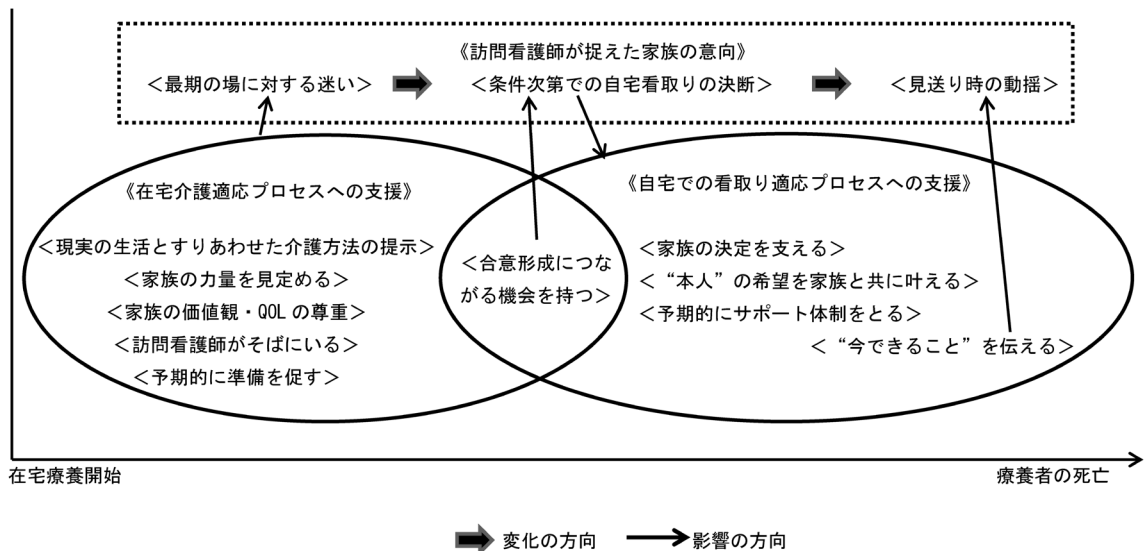 《訪問看護師が捉えた家族の意向》
＜最期の場に対する迷い＞
＜条件次第での自宅看取りの決断＞
＜見送り時の動揺＞
《在宅介護適応プロセスへの支援》
＜現実の生活とすりあわせた介護方法の提示＞
＜家族の力量を見定める＞
＜家族の価値観・QOLの尊重＞
＜訪問看護師がそばにいる＞
＜予期的に準備を促す＞
＜合意形成につな
がる機会を持つ＞
《自宅での看取り適応プロセスへの支援》
＜家族の決定を支える＞
＜“本人”の希望を家族と共に叶える＞
＜予期的にサポート体制をとる＞
＜“今できること”を伝える＞
在宅療養開始
療養者の死亡
変化の方向
影響の方向